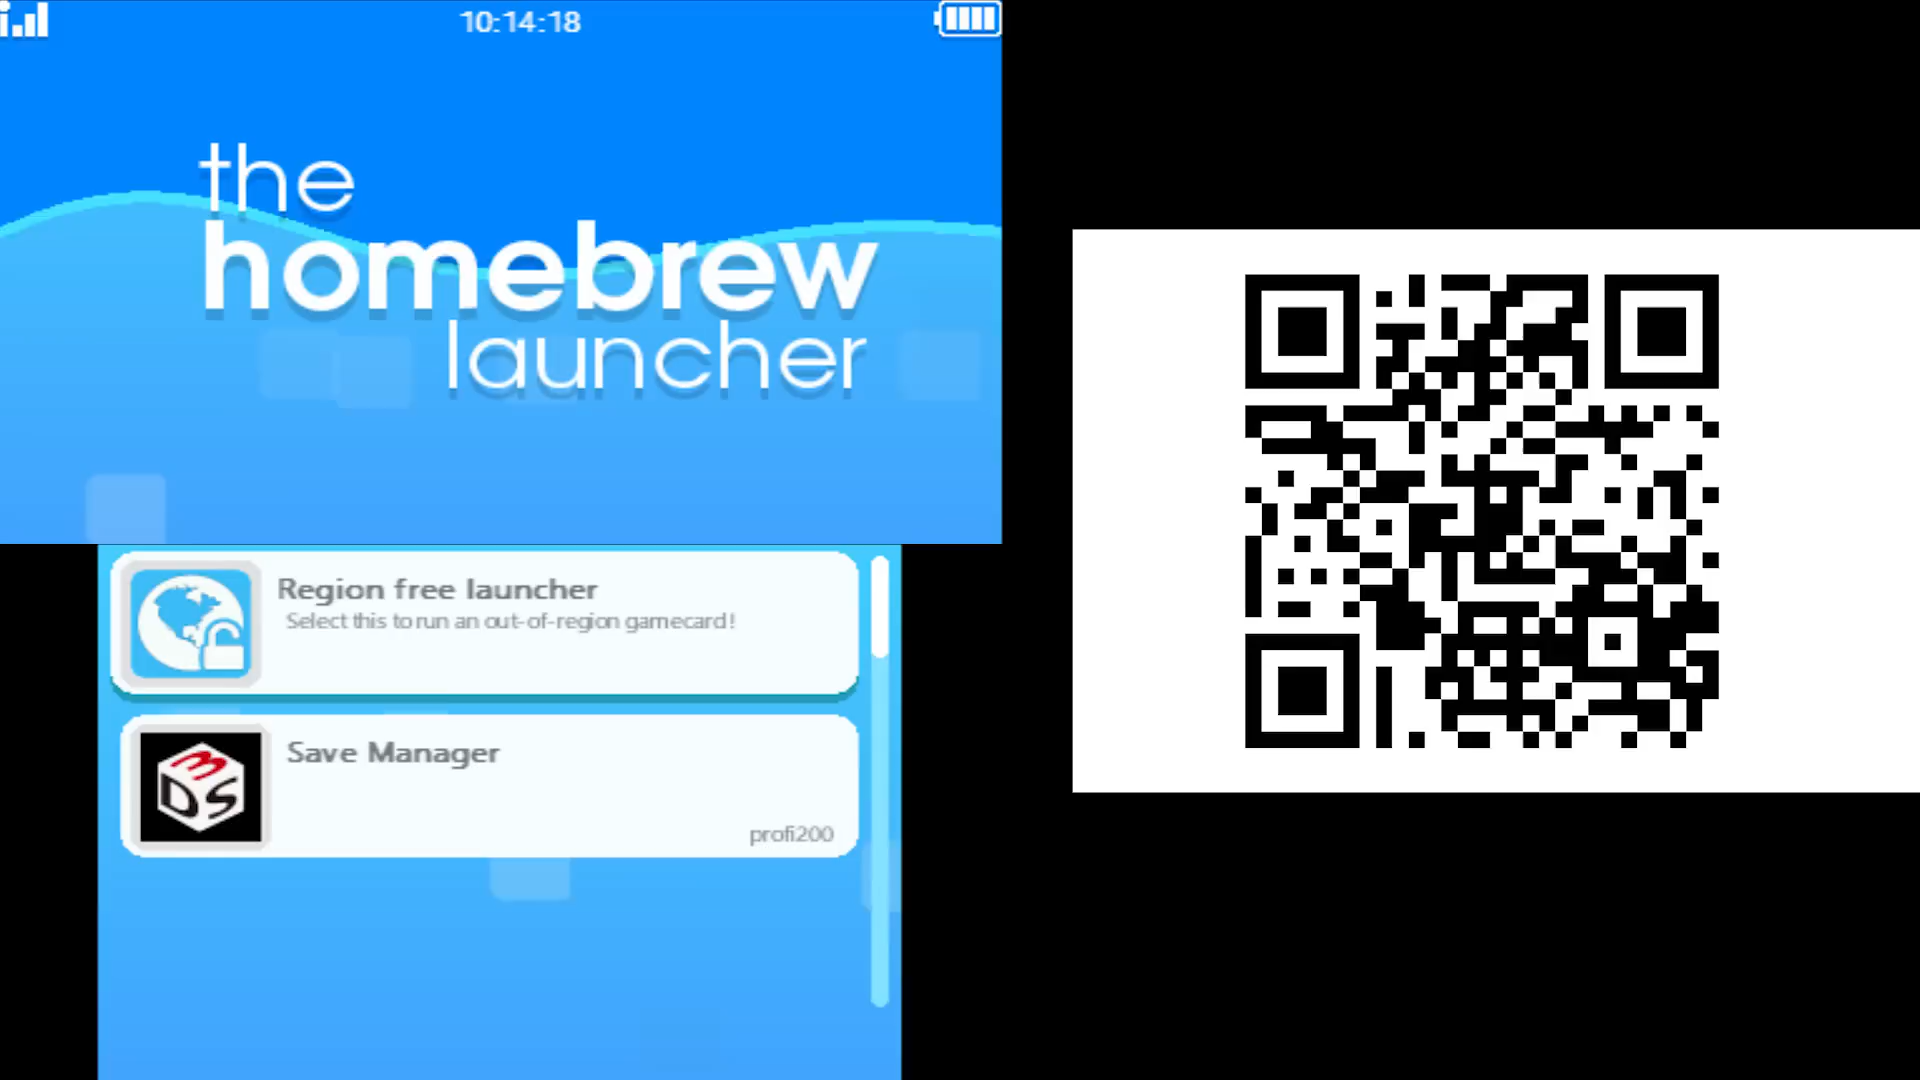 10:14:18
the
homebrew
launcher
Region free launcher
Select this to run an out-of-region gamecard!
3DS
Save Manager
profi200